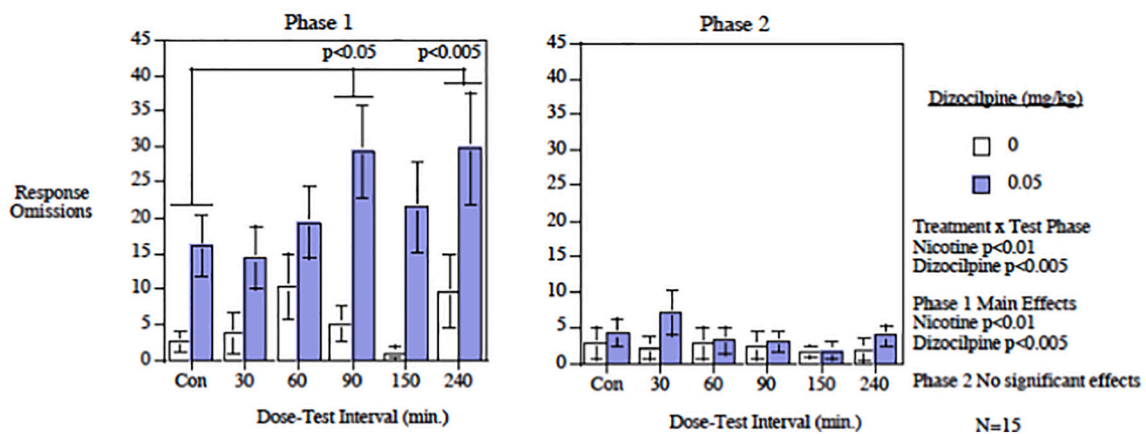 Phase 1
Phase 2
p<0.05
p<0.005
45
40
35
30
25
20
15
10
5
0
Response
Omissions
Con 30 60 90 150 240
Dose-Test Interval (min.)
45
40
35
30
25
20
15
10
5
0
Con 30 60 90 150 240
Dose-Test Interval (min.)
Dizocilpine (mg/kg)
0
0.05
Treatment x Test Phase
Nicotine p<0.01
Dizocilpine p<0.005
Phase 1 Main Effects
Nicotine p<0.01
Dizocilpine p<0.005
Phase 2 No significant effects
N=15